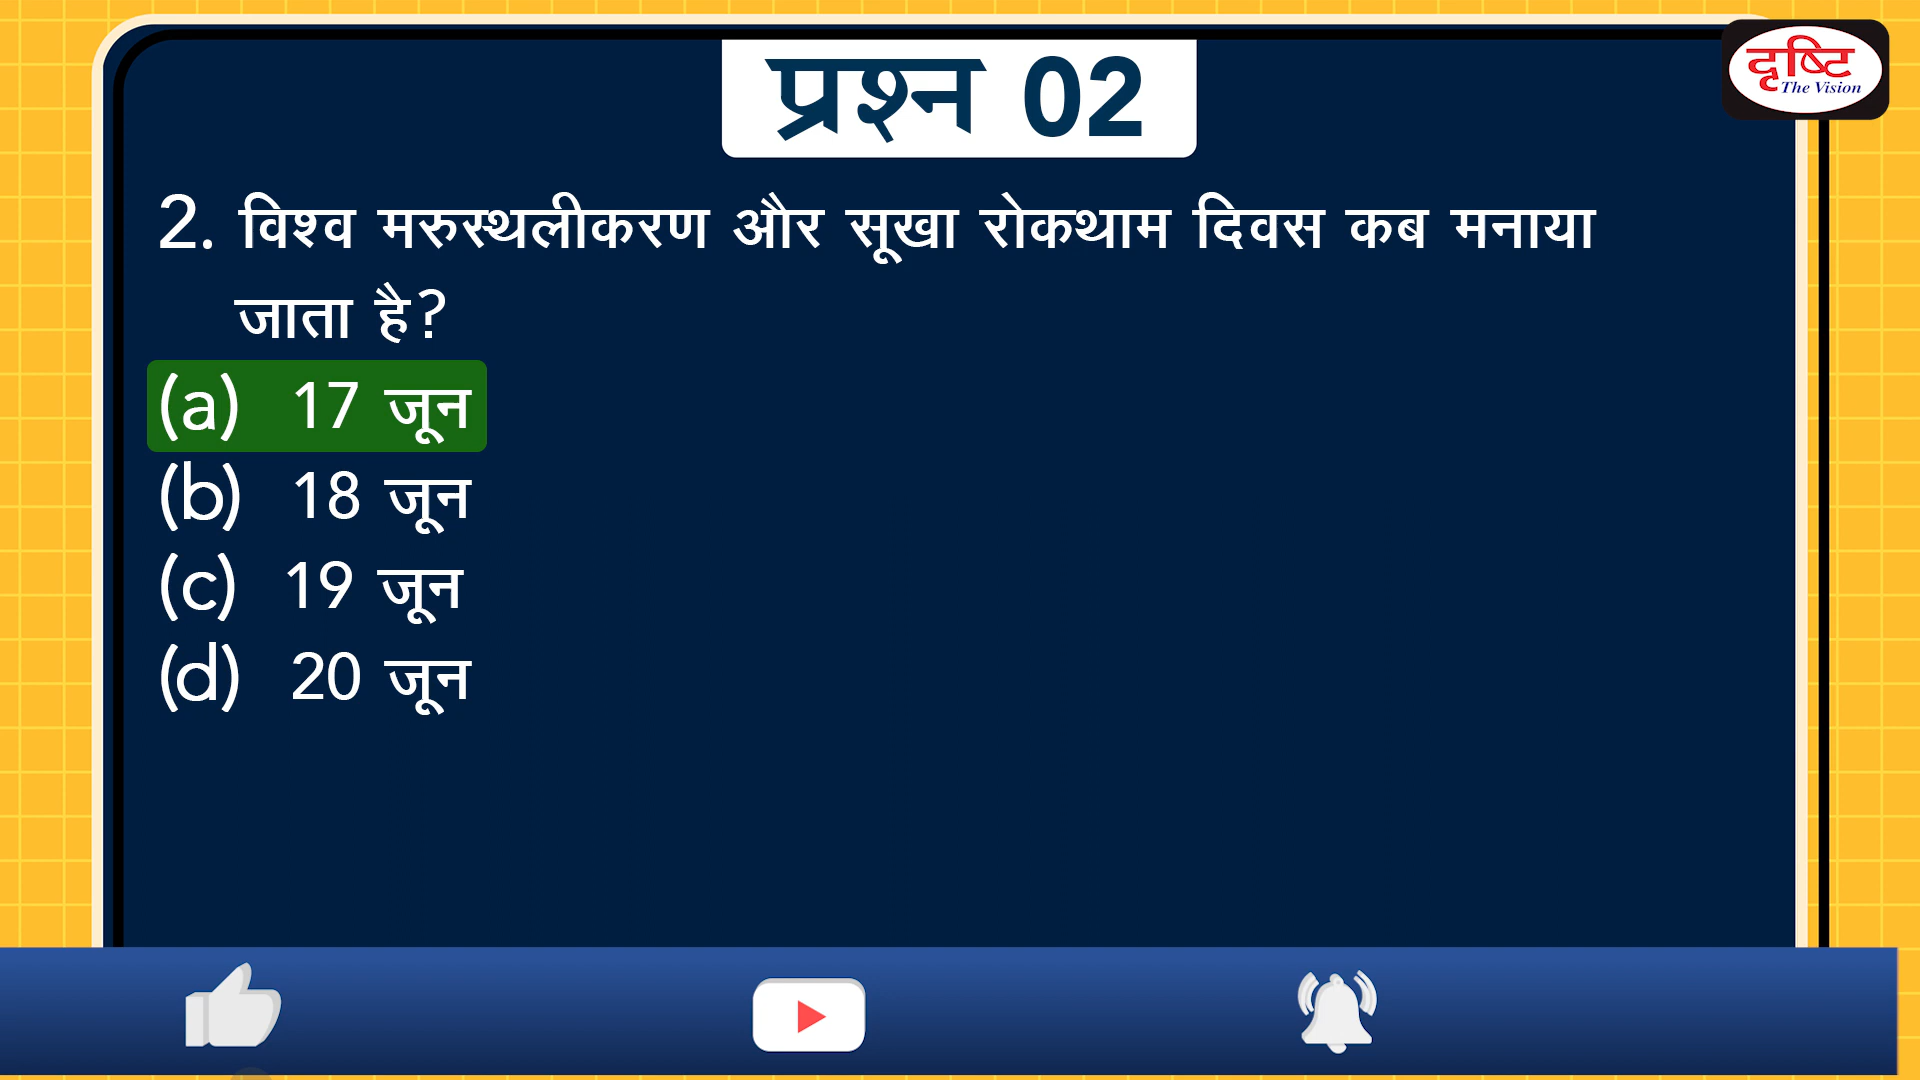 प्रश्न 02
दृष्टि
The Vision
2. विश्व मरुस्थलीकरण और सूखा रोकथाम दिवस कब मनाया
जाता है?
(a) 17 जून
(b) 18 जून
(c) 19 जून
(d) 20 जून